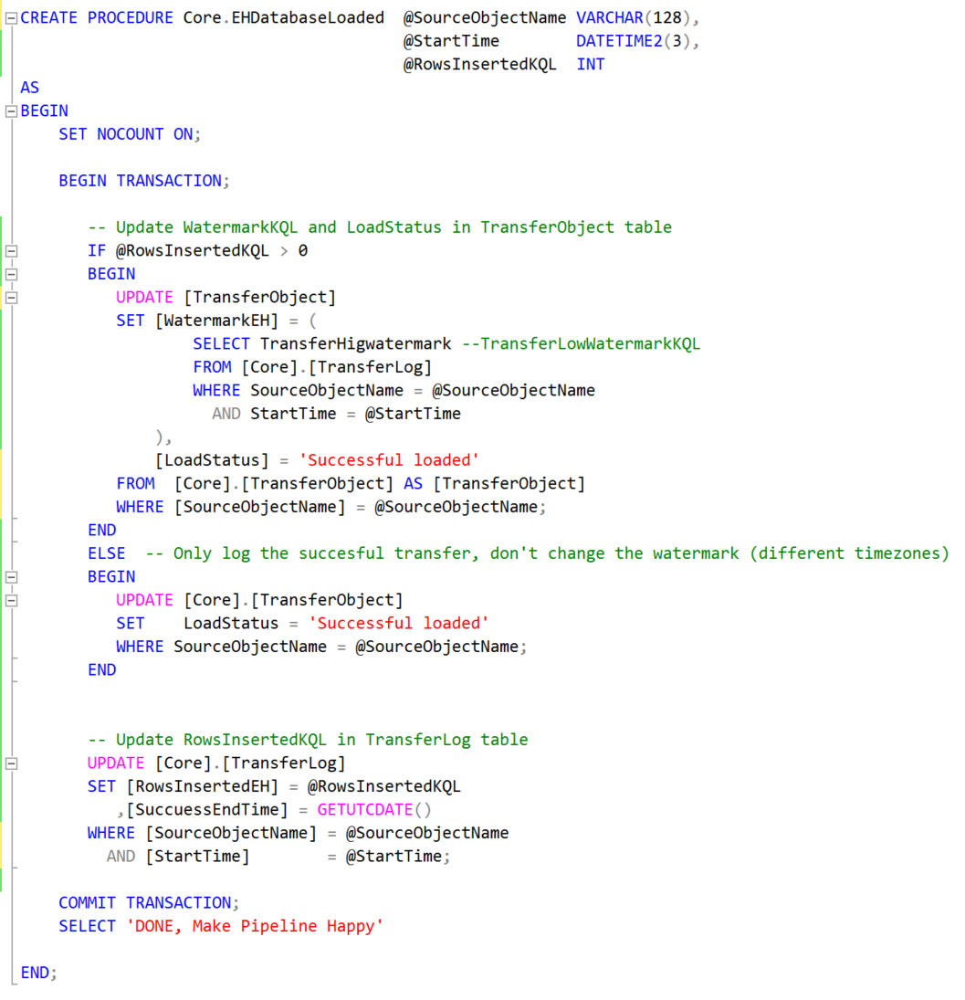 CREATE PROCEDURE Core.EHDatabaseLoaded  @SourceObjectName VARCHAR(128),
                                        @StartTime        DATETIME2(3),
                                        @RowsInsertedKQL  INT
AS
BEGIN
    SET NOCOUNT ON;

    BEGIN TRANSACTION;

       -- Update WatermarkKQL and LoadStatus in TransferObject table
       IF @RowsInsertedKQL > 0
       BEGIN
          UPDATE [TransferObject]
          SET [WatermarkEH] = (
                  SELECT TransferHigwatermark --TransferLowWatermarkKQL
                  FROM [Core].[TransferLog]
                  WHERE SourceObjectName = @SourceObjectName
                    AND StartTime = @StartTime
              ),
              [LoadStatus] = 'Successful loaded'
          FROM  [Core].[TransferObject] AS [TransferObject]
          WHERE [SourceObjectName] = @SourceObjectName;
       END
       ELSE  -- Only log the succesful transfer, don't change the watermark (different timezones)
       BEGIN
          UPDATE [Core].[TransferObject]
          SET    LoadStatus = 'Successful loaded'
          WHERE SourceObjectName = @SourceObjectName;
       END


       -- Update RowsInsertedKQL in TransferLog table
       UPDATE [Core].[TransferLog]
       SET [RowsInsertedEH] = @RowsInsertedKQL
          ,[SuccuessEndTime] = GETUTCDATE()
       WHERE [SourceObjectName] = @SourceObjectName
         AND [StartTime]        = @StartTime;

    COMMIT TRANSACTION;
    SELECT 'DONE, Make Pipeline Happy'

END;